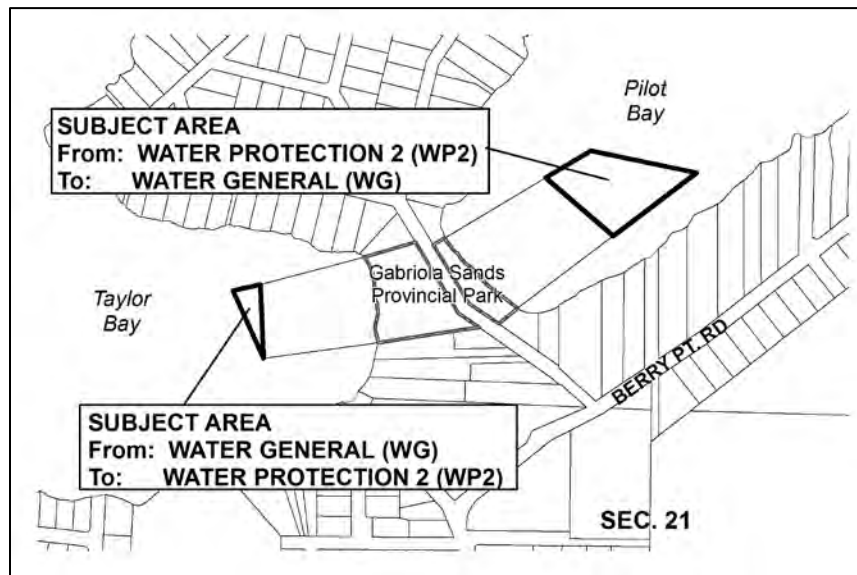 Pilot
Bay
SUBJECT AREA
From: WATER PROTECTION 2 (WP2)
To: WATER GENERAL (WG)
Gabriola Sands
Provincial Park
Taylor
Bay
BERRY PT. RD
SUBJECT AREA
From: WATER GENERAL (WG)
To: WATER PROTECTION 2 (WP2)
SEC. 21